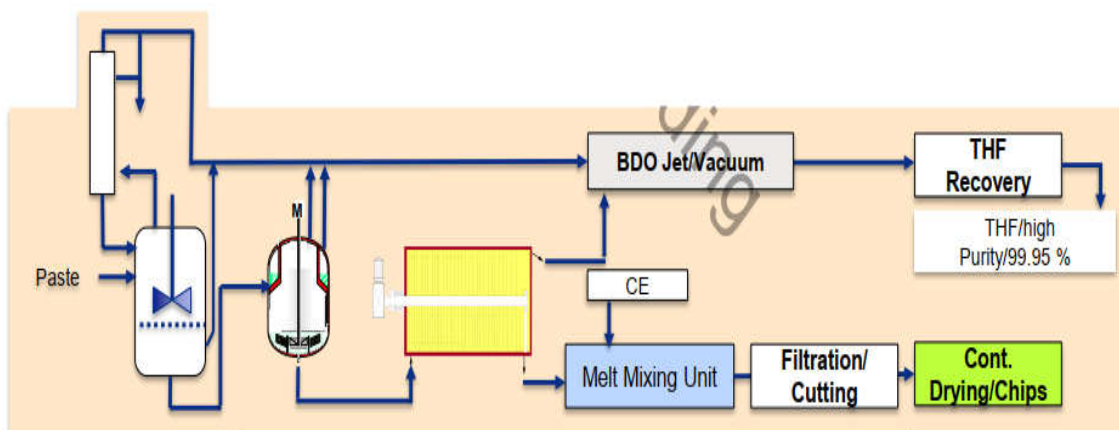 M
BDO Jet/Vacuum
THF
Recovery
THF/high
Purity/99.95 %
Paste
CE
Melt Mixing Unit
Filtration/
Cutting
Cont.
Drying/Chips